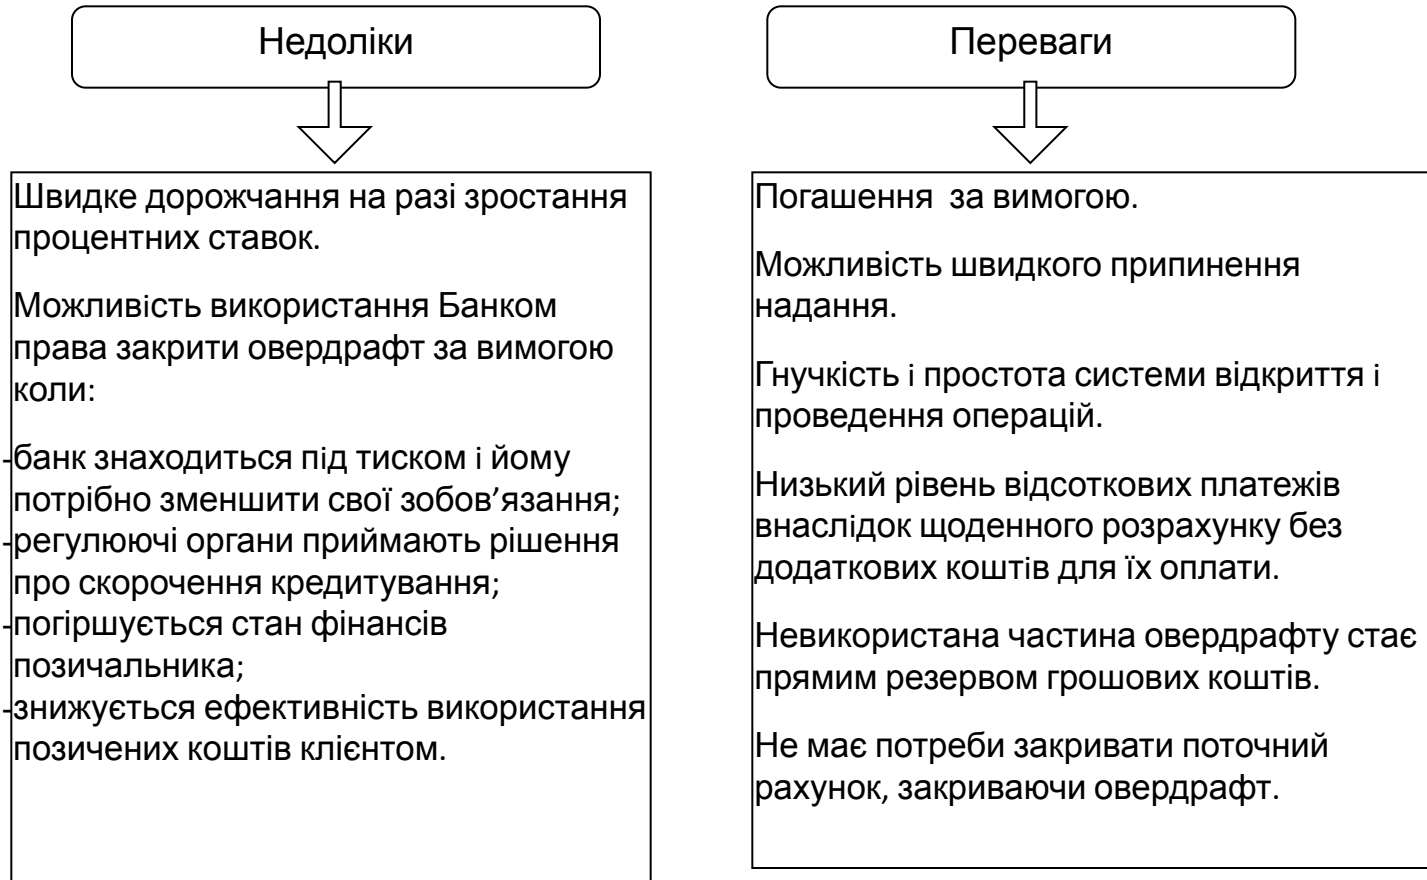 Недоліки
Швидке дорожчання на разі зростання
процентних ставок.
Можливість використання Банком
права закрити овердрафт за вимогою
коли:
-банк знаходиться під тиском і йому
потрібно зменшити свої зобов’язання;
-регулюючі органи приймають рішення
про скорочення кредитування;
-погіршується стан фінансів
позичальника;
-знижується ефективність використання
позичених коштів клієнтом.
Переваги
Погашення за вимогою.
Можливість швидкого припинення
надання.
Гнучкість і простота системи відкриття і
проведення операцій.
Низький рівень відсоткових платежів
внаслідок щоденного розрахунку без
додаткових коштів для їх оплати.
Невикористана частина овердрафту стає
прямим резервом грошових коштів.
Не має потреби закривати поточний
рахунок, закриваючи овердрафт.